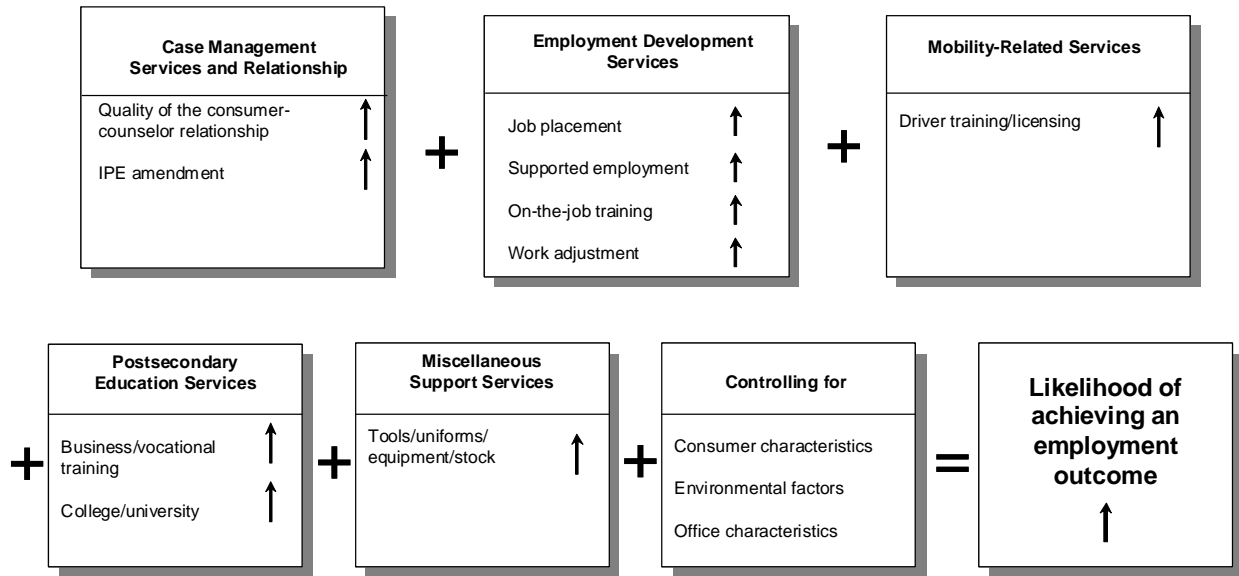 Case Management
Services and Relationship
Quality of the consumer-
counselor relationship
IPE amendment
+
Employment Development
Services
Job placement
Supported employment
On-the-job training
Work adjustment
+
Mobility-Related Services
Driver training/licensing
+
Postsecondary
Education Services
Business/vocational
training
College/university
+
Miscellaneous
Support Services
Tools/uniforms/
equipment/stock
+
Controlling for
Consumer characteristics
Environmental factors
Office characteristics
=
Likelihood of
achieving an
employment
outcome